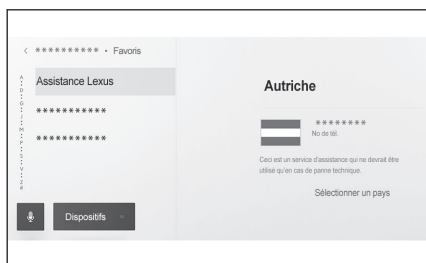 < ********** • Favoris
A
•
D
•
G
•
J
•
M
•
P
•
S
•
V
•
Z
#
Assistance Lexus
***********
***********
Dispositifs
Autriche
********
No de tél.
Ceci est un service d'assistance qui ne devrait être
utilisé qu'en cas de panne technique.
Sélectionner un pays